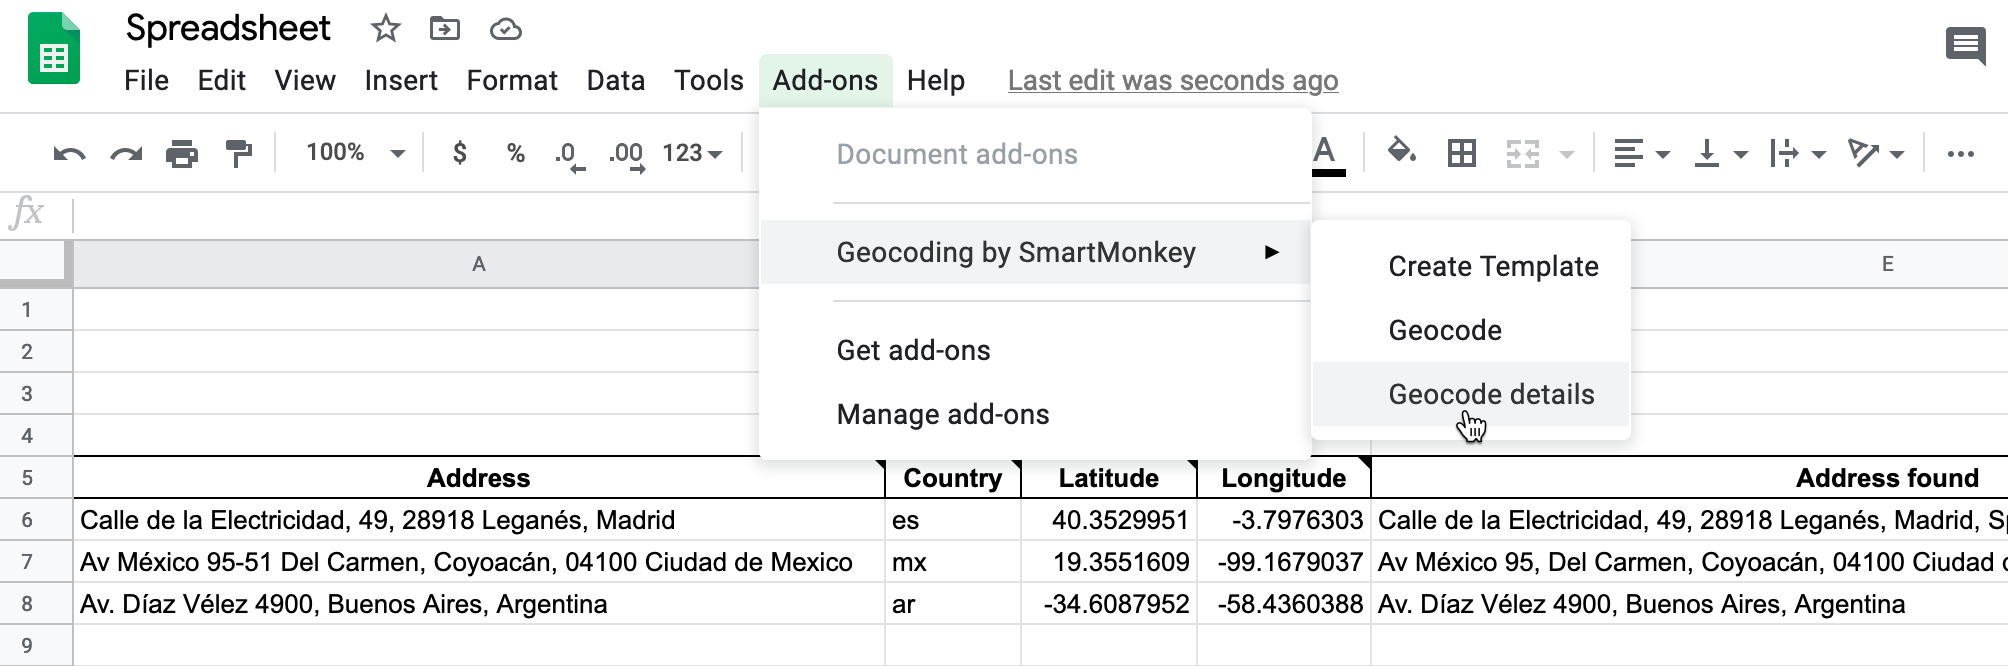 Spreadsheet
File Edit View Insert Format Data Tools Add-ons Help Last edit was seconds ago
100% $ % .0 .00 123 A
Document add-ons
fx
Geocoding by SmartMonkey
A E
Create Template
1
Geocode
2
Get add-ons
3
Geocode details
Manage add-ons
4
5 Address Country Latitude Longitude Address found
6 Calle de la Electricidad, 49, 28918 Leganés, Madrid es 40.3529951 -3.7976303 Calle de la Electricidad, 49, 28918 Leganés, Madrid,
7 Av México 95-51 Del Carmen, Coyoacán, 04100 Ciudad de Mexico mx 19.3551609 -99.1679037 Av México 95, Del Carmen, Coyoacán, 04100 Ciudad
8 Av. Díaz Vélez 4900, Buenos Aires, Argentina ar -34.6087952 -58.4360388 Av. Díaz Vélez 4900, Buenos Aires, Argentina
9